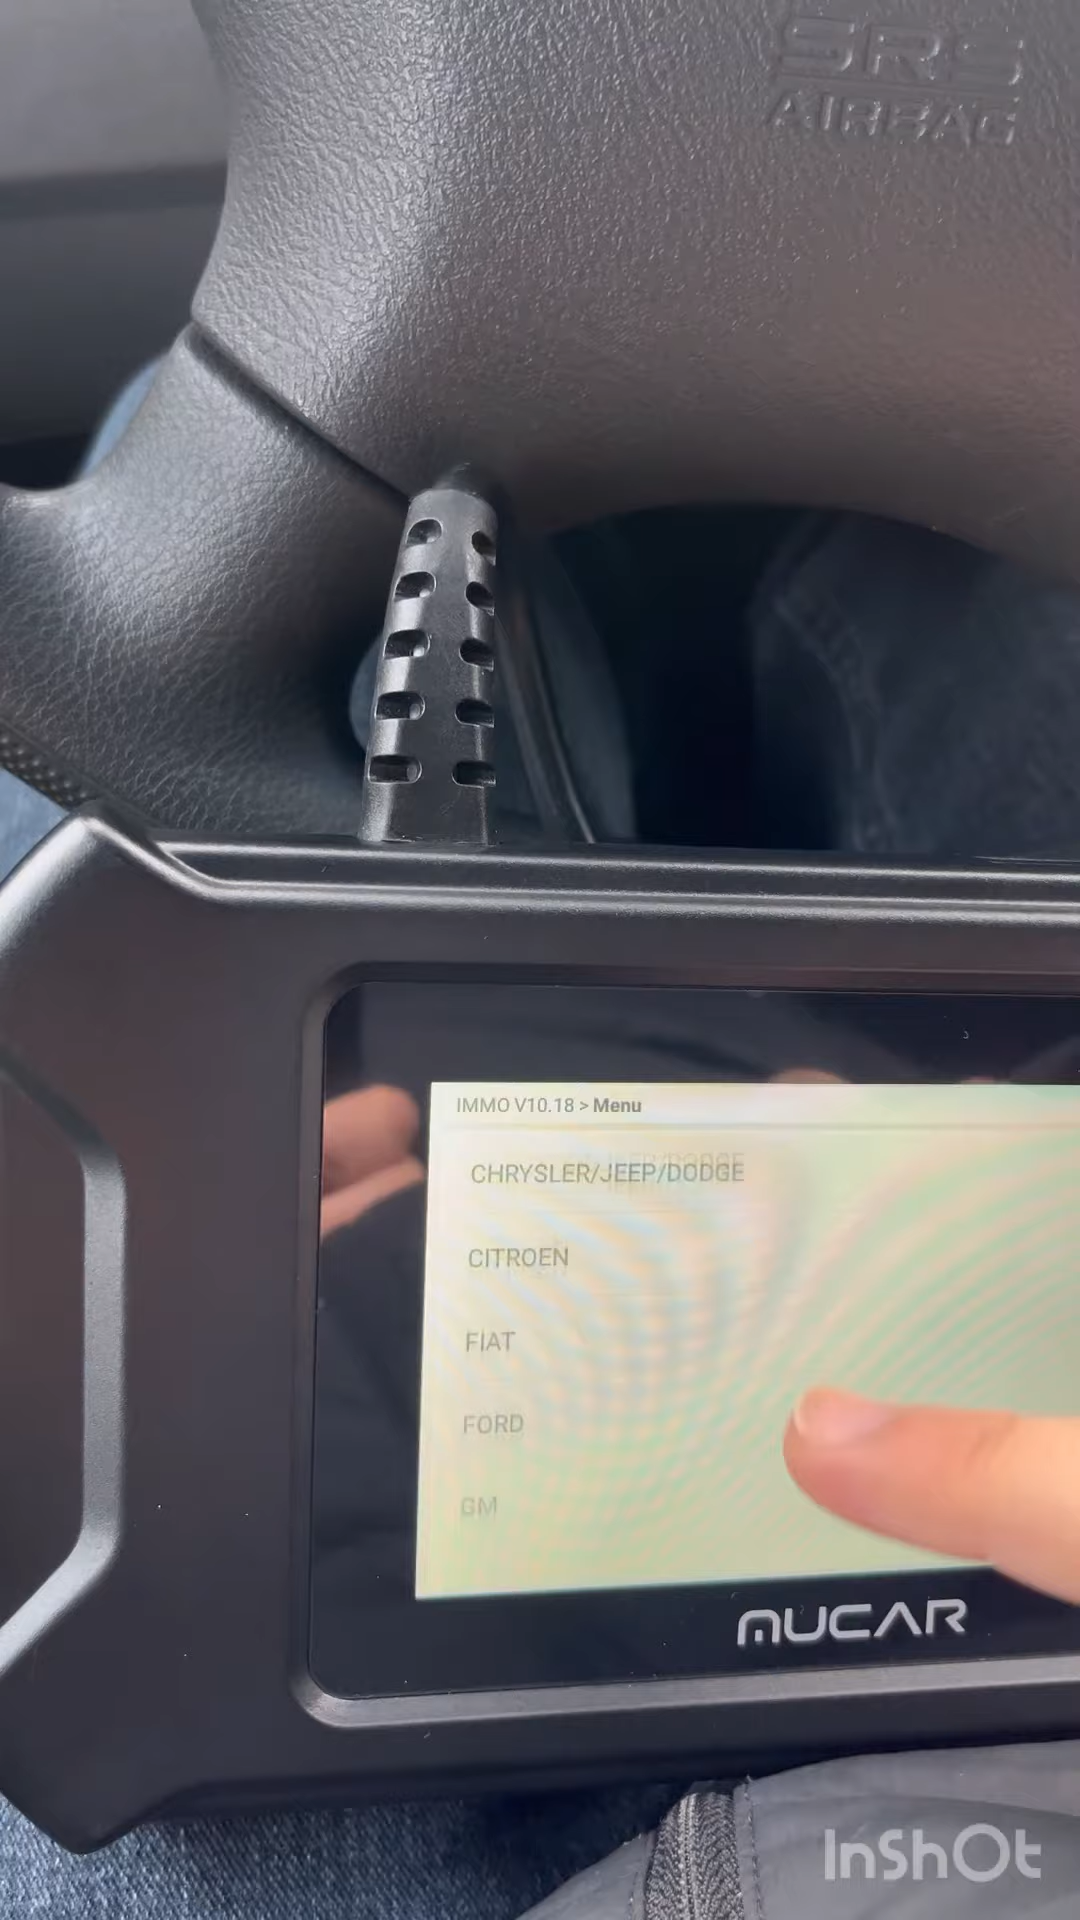 SRS
AIRBAG
IMMO V10.18 > Menu
CHRYSLER/JEEP/DODGE
CITROEN
FIAT
FORD
GM
MUCAR
InShOt